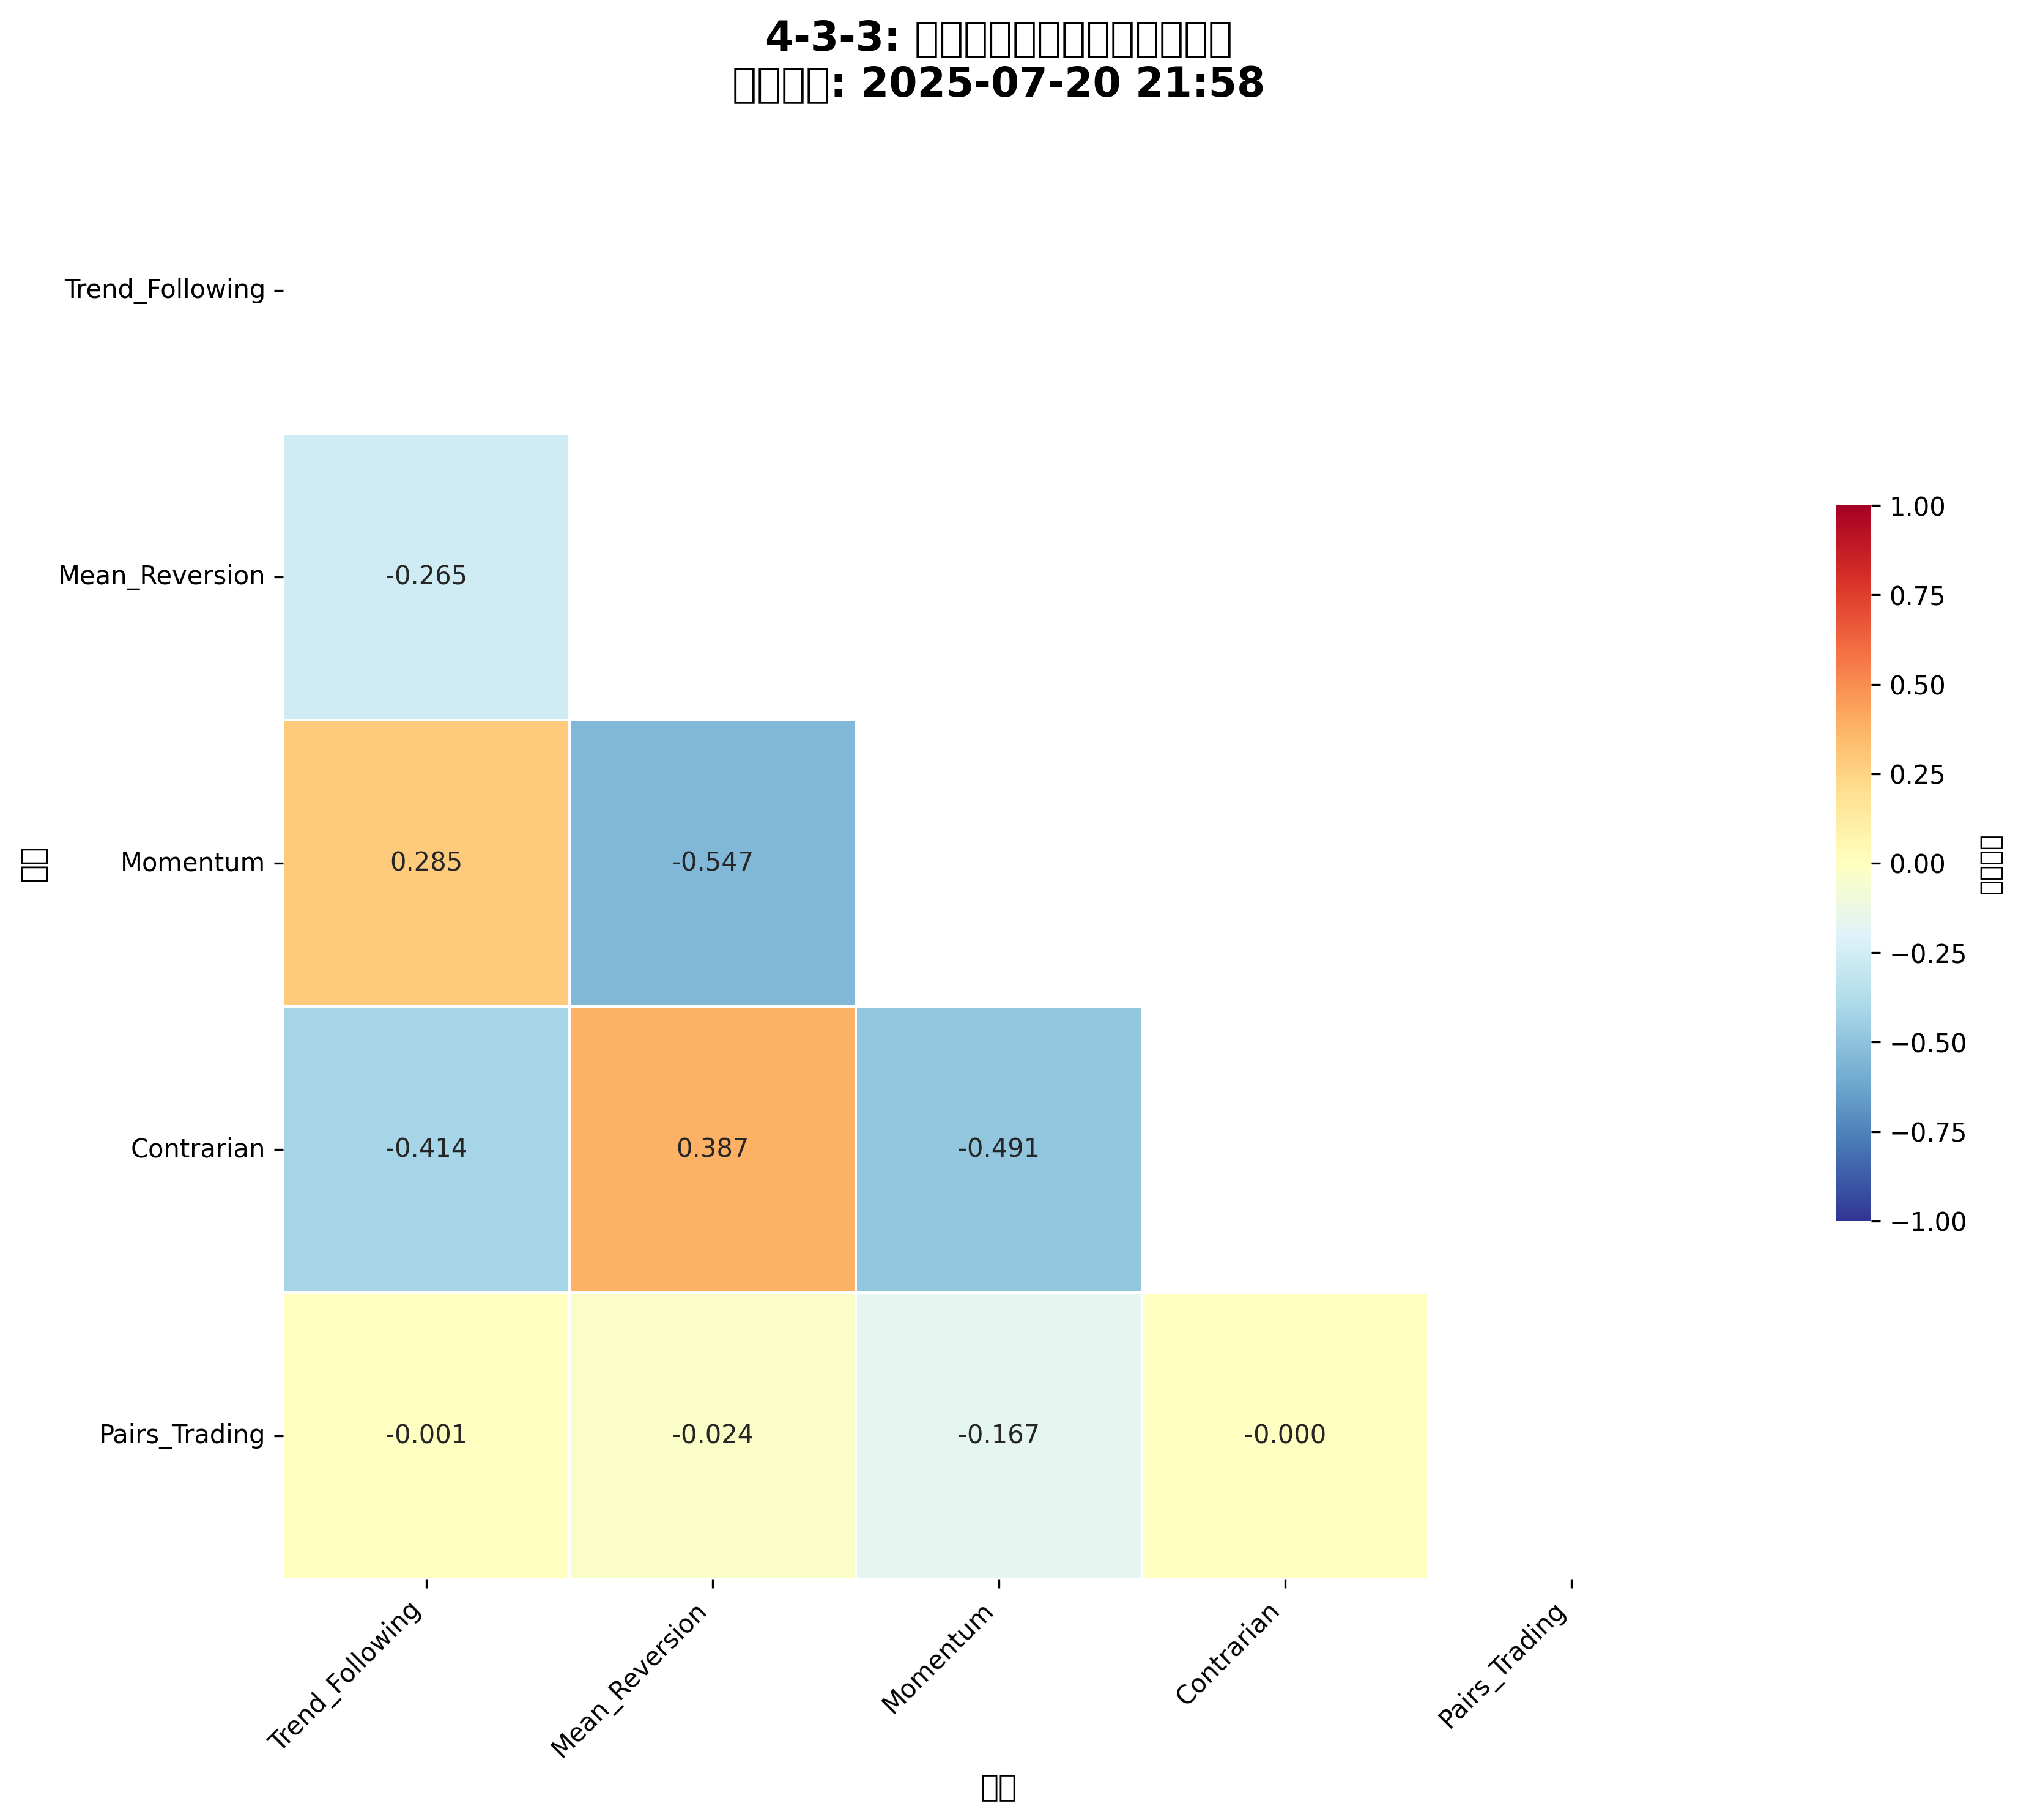 4-3-3:
: 2025-07-20 21:58
Trend_Following
Mean_Reversion -0.265
Momentum 0.285 -0.547
Contrarian -0.414 0.387 -0.491
Pairs_Trading -0.001 -0.024 -0.167 -0.000
Trend_Following Mean_Reversion Momentum Contrarian Pairs_Trading
1.00
0.75
0.50
0.25
0.00
−0.25
−0.50
−0.75
−1.00